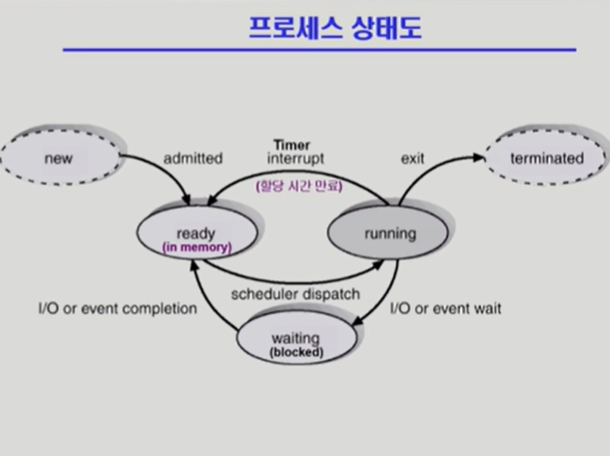 프로세스 상태도
new
admitted
Timer
interrupt
(할당 시간 만료)
exit
terminated
ready
(in memory)
running
scheduler dispatch
I/O or event completion
I/O or event wait
waiting
(blocked)